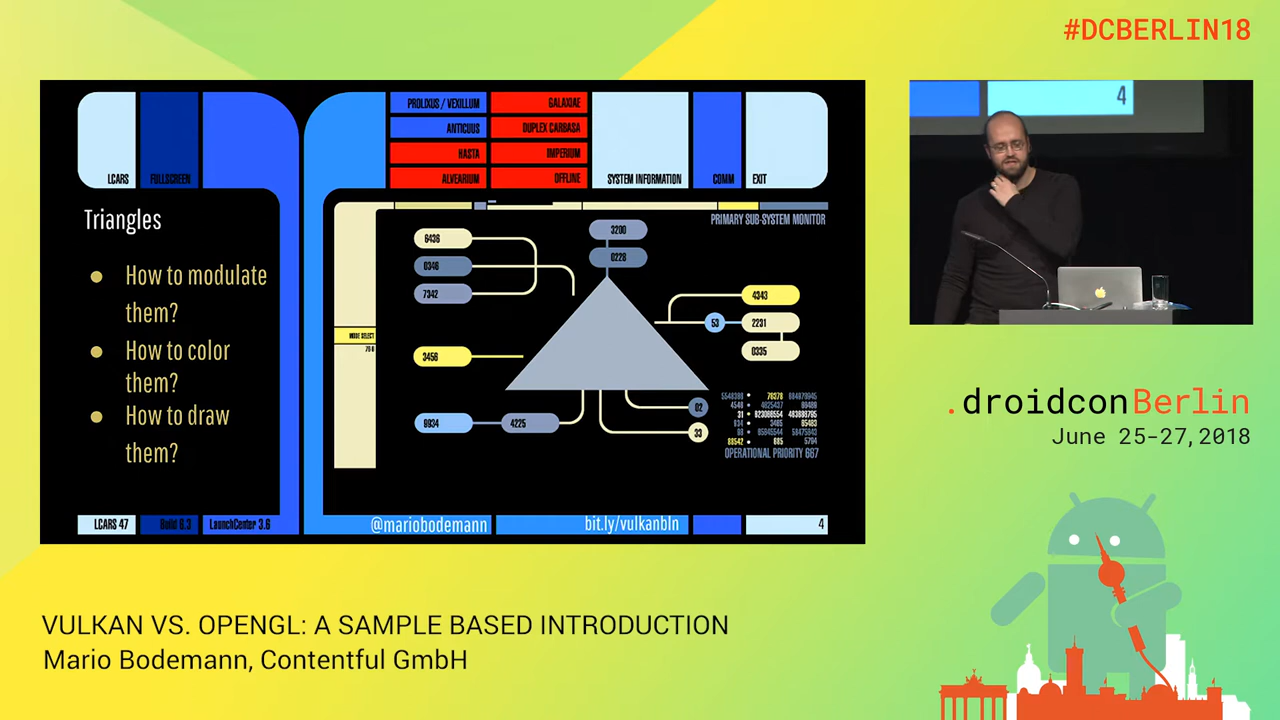 #DCBERLIN18
LCARS
FULLSCREEN
PROLIXUS / VEXILLUM
ANTICUUS
HASTA
ALVEARIUM
GALAXIAE
DUPLEX CARBASA
IMPERIUM
OFFLINE
SYSTEM INFORMATION
COMM
EXIT
4
Triangles
How to modulate
them?
How to color
them?
How to draw
them?
PRIMARY SUB-SYSTEM MONITOR
3200
0228
6436
0346
7342
4343
53
2231
0335
MODE SELECT
3456
9934
4225
02
33
OPERATIONAL PRIORITY 667
LCARS 47
Build 6.3
LaunchCenter 3.6
@mariobodemann
bit.ly/vulkanbln
4
.droidconBerlin
June 25-27, 2018
VULKAN VS. OPENGL: A SAMPLE BASED INTRODUCTION
Mario Bodemann, Contentful GmbH